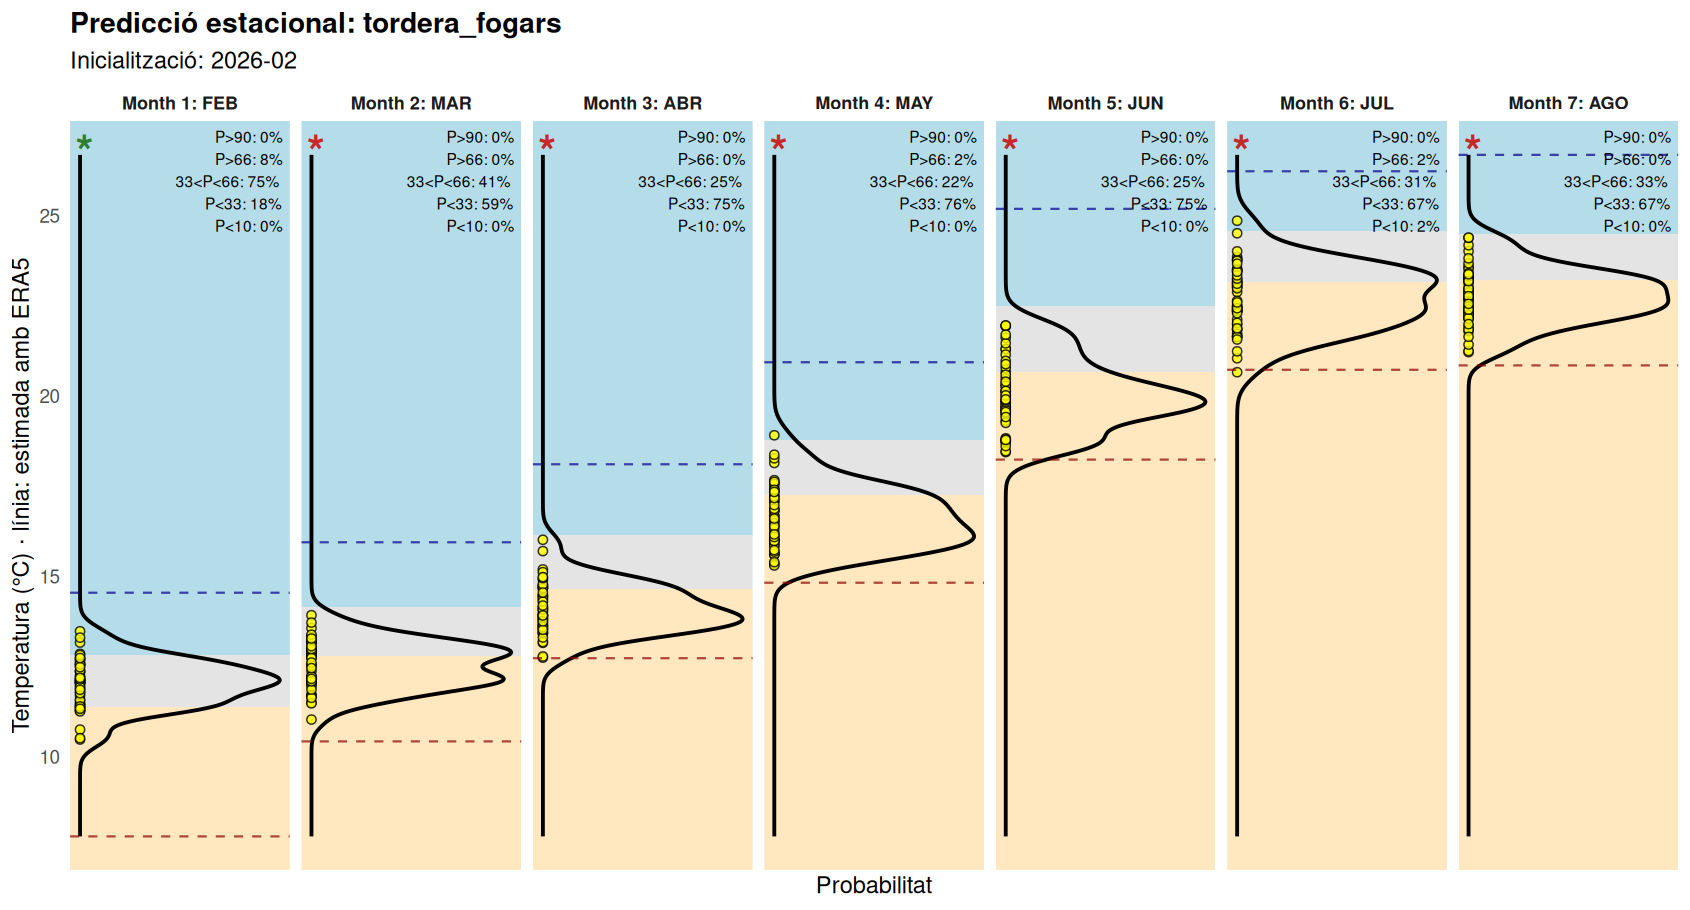 Predicció estacional: tordera_fogars
Inicialització: 2026-02
Month 1: FEB
Month 2: MAR
Month 3: ABR
Month 4: MAY
Month 5: JUN
Month 6: JUL
Month 7: AGO
*
P>90: 0%
P>66: 8%
33<P<66: 75%
P<33: 18%
P<10: 0%
*
P>90: 0%
P>66: 0%
33<P<66: 41%
P<33: 59%
P<10: 0%
*
P>90: 0%
P>66: 0%
33<P<66: 25%
P<33: 75%
P<10: 0%
*
P>90: 0%
P>66: 2%
33<P<66: 22%
P<33: 76%
P<10: 0%
*
P>90: 0%
P>66: 0%
33<P<66: 25%
P<33: 75%
P<10: 0%
*
P>90: 0%
P>66: 2%
33<P<66: 31%
P<33: 67%
P<10: 2%
*
P>90: 0%
P>66: 0%
33<P<66: 33%
P<33: 67%
P<10: 0%
Temperatura (°C) · línia: estimada amb ERA5
25
20
15
10
Probabilitat